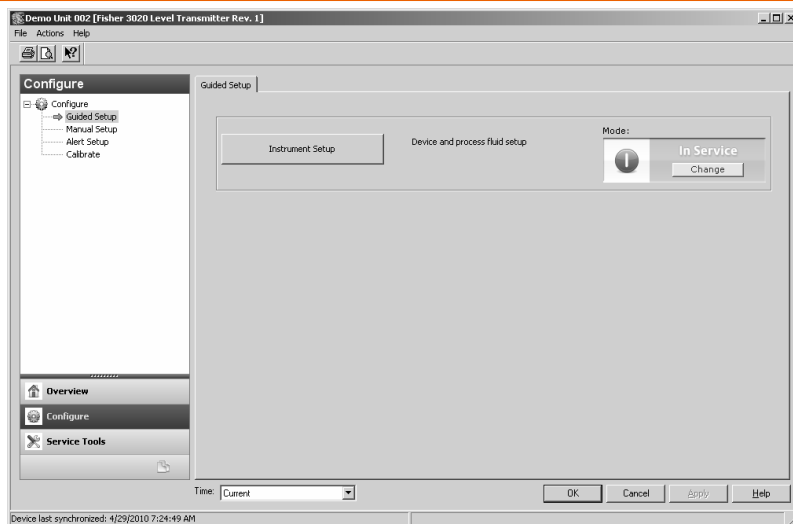 Demo Unit 002 [Fisher 3020 Level Transmitter Rev. 1]
File Actions Help
Configure
Guided Setup
Configure
Guided Setup
Manual Setup
Alert Setup
Calibrate
Instrument Setup
Device and process fluid setup
Mode:
In Service
Change
Overview
Configure
Service Tools
Time: Current
OK Cancel Apply Help
Device last synchronized: 4/29/2010 7:24:49 AM